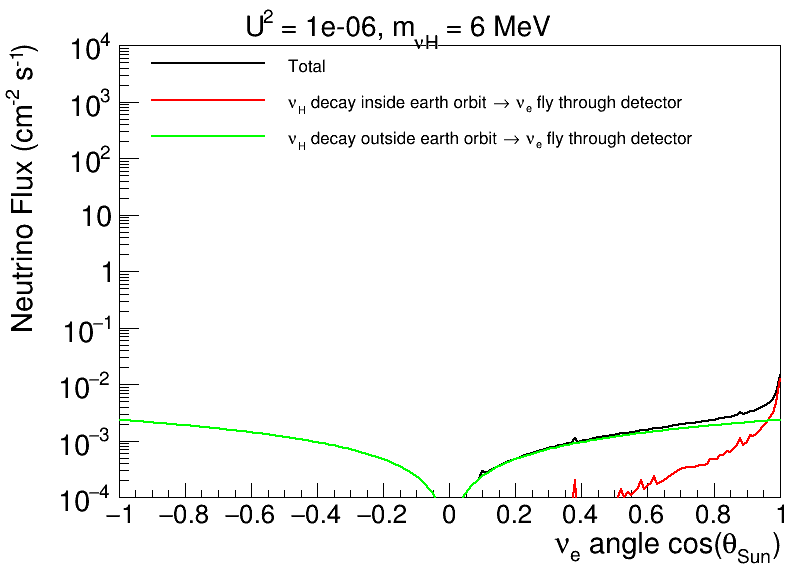 U² = 1e-06, m_νH = 6 MeV
Neutrino Flux (cm⁻² s⁻¹)
10⁴
10³
10²
10
1
10⁻¹
10⁻²
10⁻³
10⁻⁴
Total
ν_H decay inside earth orbit → ν_e fly through detector
ν_H decay outside earth orbit → ν_e fly through detector
−1 −0.8 −0.6 −0.4 −0.2 0 0.2 0.4 0.6 0.8 1
ν_e angle cos(θ_Sun)